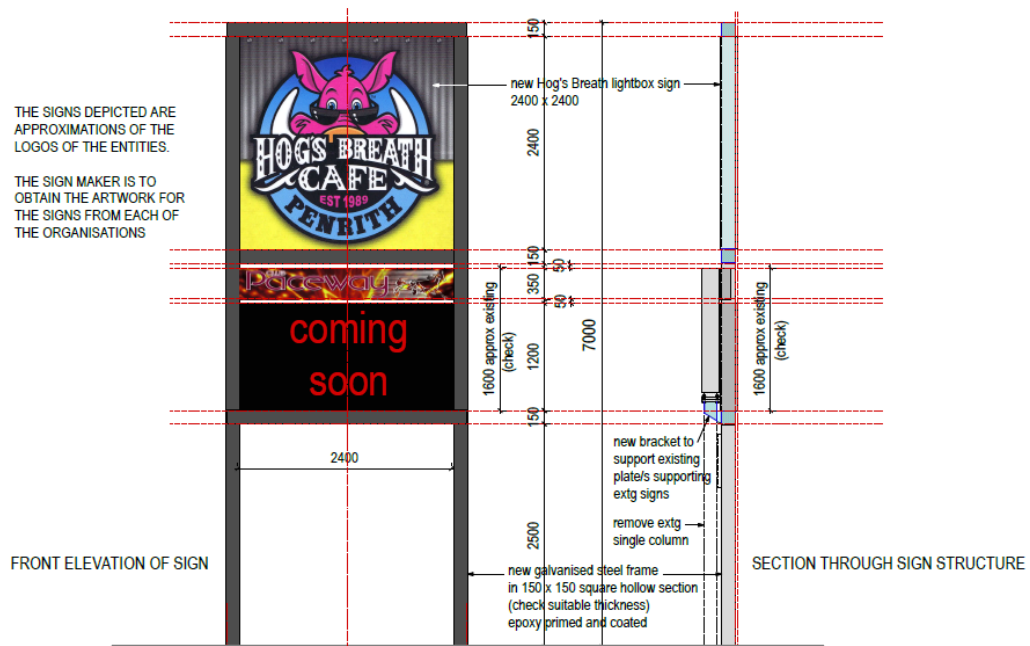 THE SIGNS DEPICTED ARE
APPROXIMATIONS OF THE
LOGOS OF THE ENTITIES.
THE SIGN MAKER IS TO
OBTAIN THE ARTWORK FOR
THE SIGNS FROM EACH OF
THE ORGANISATIONS
HOG'S BREATH
CAFE
EST 1989
PENRITH
Paceway
coming
soon
2400
FRONT ELEVATION OF SIGN
150
2400
150
50
350
50
1200
150
2500
7000
1600 approx existing
(check)
new Hog's Breath lightbox sign
2400 x 2400
1600 approx existing
(check)
new bracket to
support existing
plate/s supporting
extg signs
remove extg
single column
new galvanised steel frame
in 150 x 150 square hollow section
(check suitable thickness)
epoxy primed and coated
SECTION THROUGH SIGN STRUCTURE